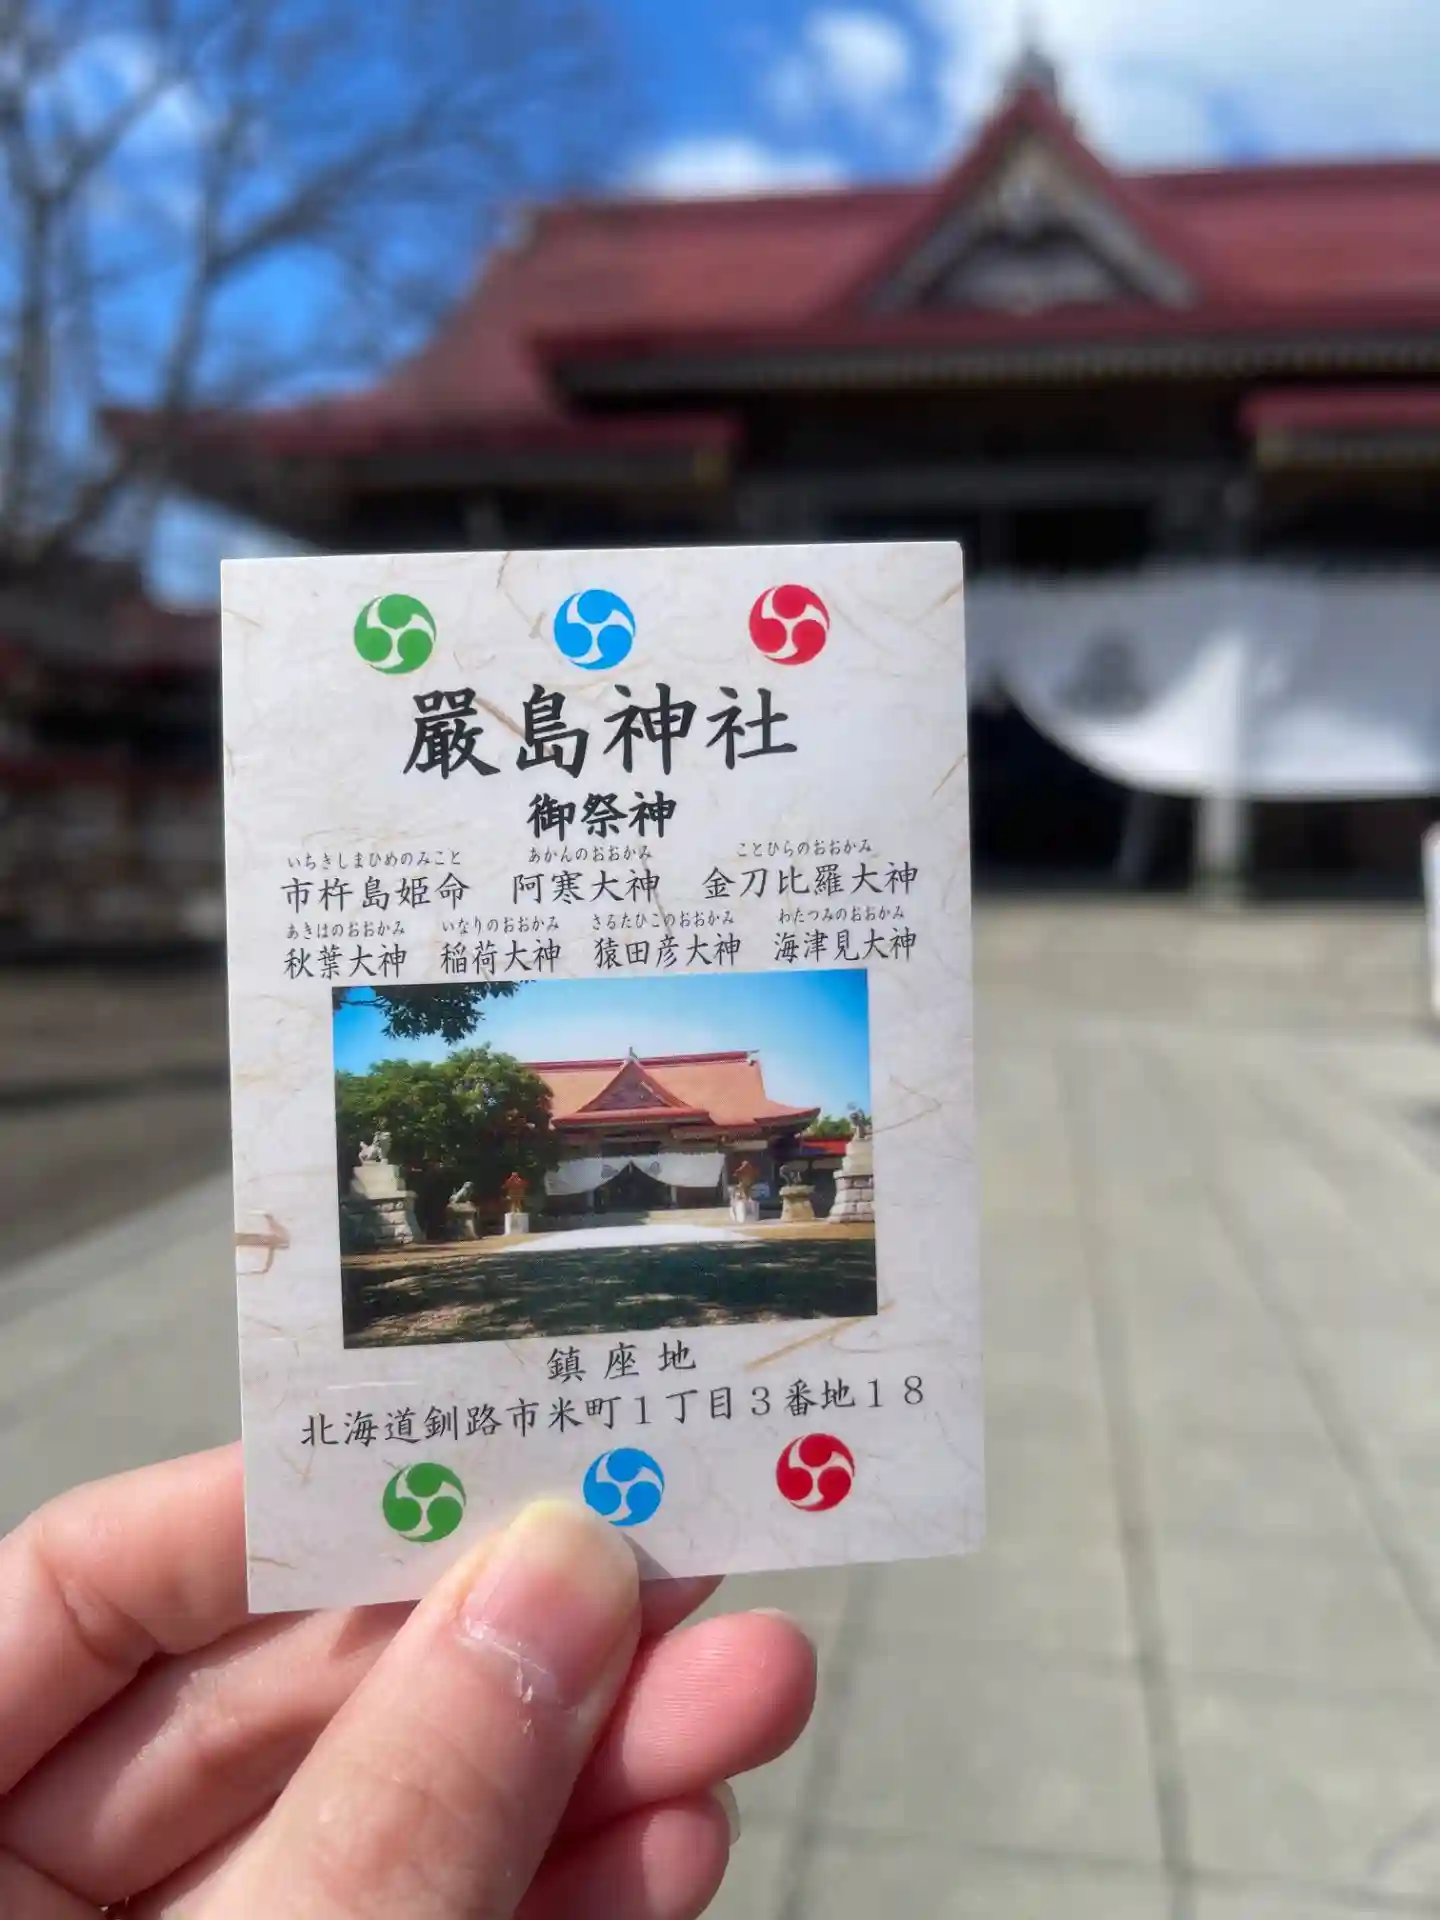 嚴島神社
御祭神
いちきしまひめのみこと あかんのおおかみ ことひらのおおかみ
市杵島姫命 阿寒大神 金刀比羅大神
あきはのおおかみ いなりのおおかみ さるたひこのおおかみ わたつみのおおかみ
秋葉大神 稲荷大神 猿田彦大神 海津見大神
鎮座地
北海道釧路市米町1丁目3番地18